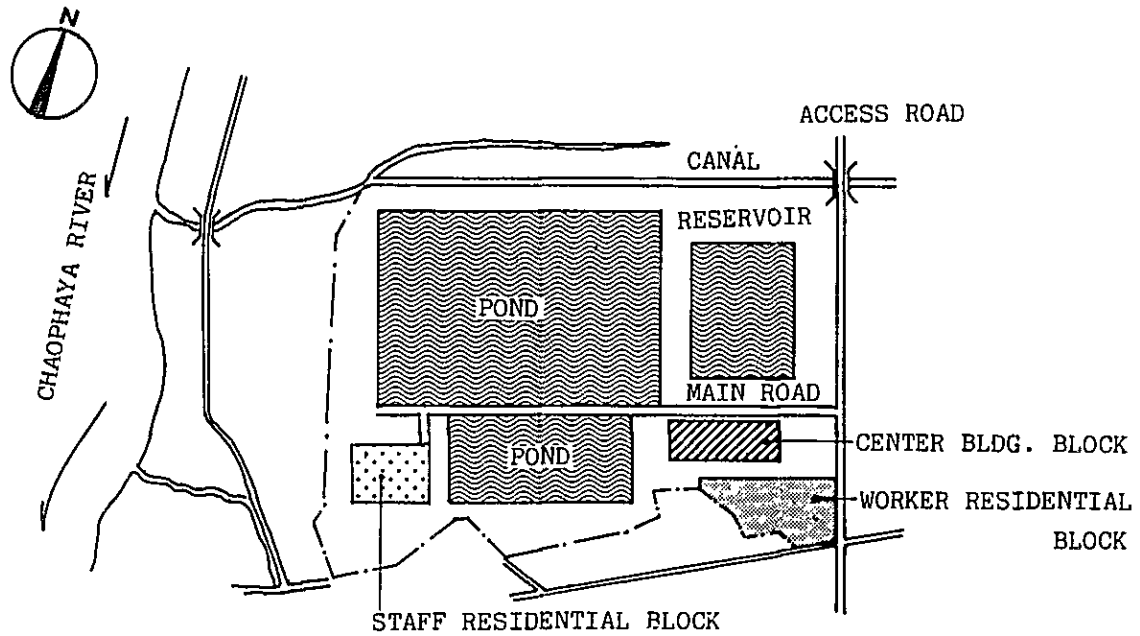 N
ACCESS ROAD
CANAL
CHAOPHAYA RIVER
RESERVOIR
POND
MAIN ROAD
POND
CENTER BLDG. BLOCK
WORKER RESIDENTIAL
BLOCK
STAFF RESIDENTIAL BLOCK